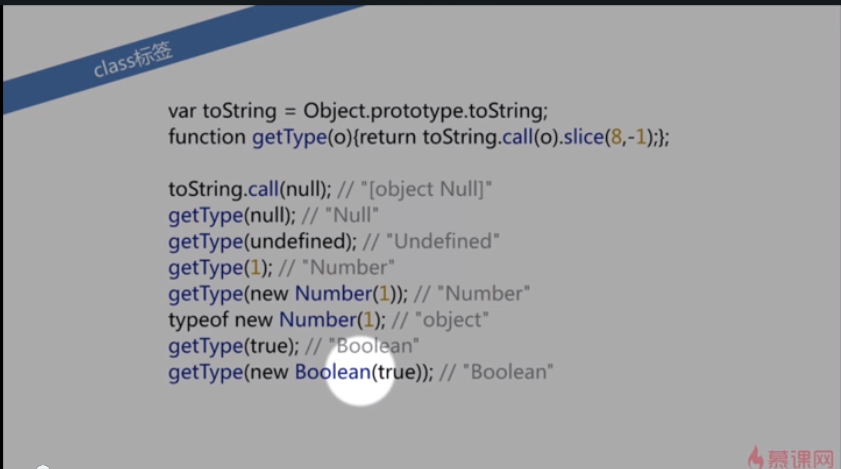 class标签
var toString = Object.prototype.toString;
function getType(o){return toString.call(o).slice(8,-1);};
toString.call(null); // "[object Null]"
getType(null); // "Null"
getType(undefined); // "Undefined"
getType(1); // "Number"
getType(new Number(1)); // "Number"
typeof new Number(1); // "object"
getType(true); // "Boolean"
getType(new Boolean(true)); // "Boolean"
慕课网